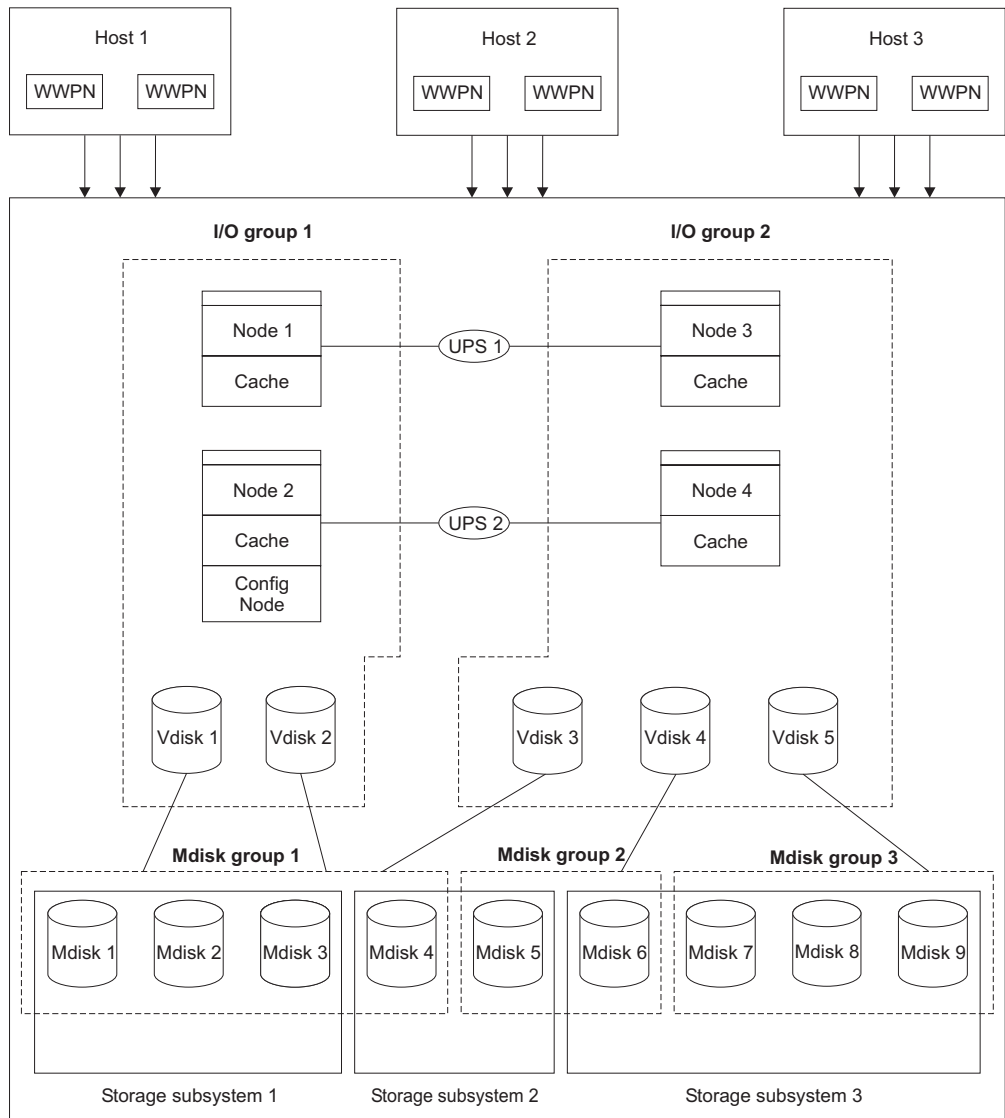 Host 1
WWPN WWPN
Host 2
WWPN WWPN
Host 3
WWPN WWPN
I/O group 1
I/O group 2
Node 1
Cache
UPS 1
Node 3
Cache
Node 2
Cache
Config
Node
UPS 2
Node 4
Cache
Vdisk 1
Vdisk 2
Vdisk 3
Vdisk 4
Vdisk 5
Mdisk group 1
Mdisk group 2
Mdisk group 3
Mdisk 1
Mdisk 2
Mdisk 3
Mdisk 4
Mdisk 5
Mdisk 6
Mdisk 7
Mdisk 8
Mdisk 9
Storage subsystem 1
Storage subsystem 2
Storage subsystem 3